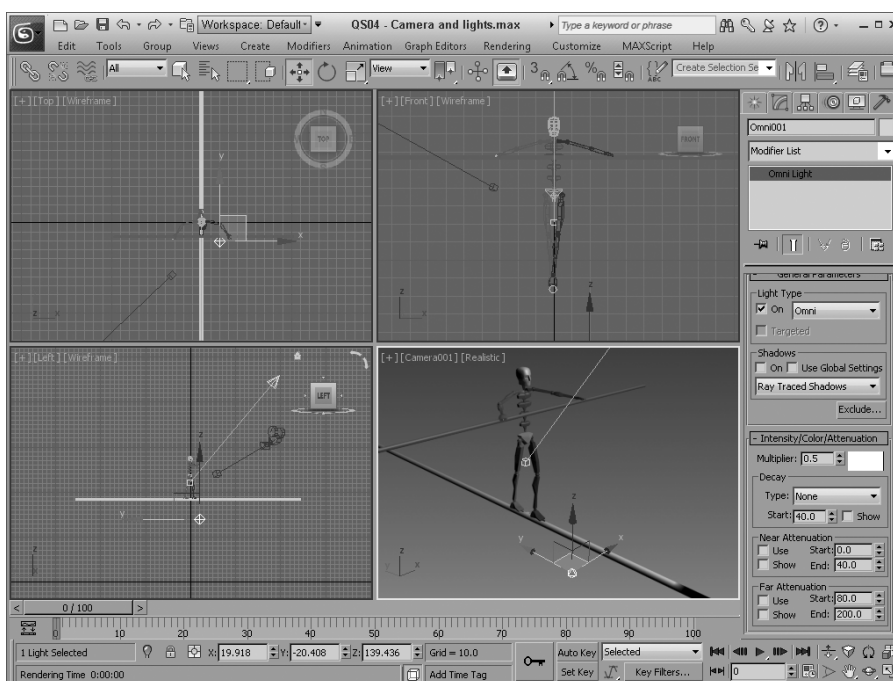 Workspace: Default
QS04 - Camera and lights.max
Type a keyword or phrase
Edit Tools Group Views Create Modifiers Animation Graph Editors Rendering Customize MAXScript Help
All
View
3
%
ABC
Create Selection Se
[+][Top][Wireframe]
TOP
y
x
z
x
[+][Front][Wireframe]
FRONT
z
z
x
Omni001
Modifier List
Omni Light
- General Parameters
Light Type
On Omni
Targeted
Shadows
On Use Global Settings
Ray Traced Shadows
Exclude...
- Intensity/Color/Attenuation
Multiplier: 0.5
Decay
Type: None
Start: 40.0 Show
Near Attenuation
Use Start: 0.0
Show End: 40.0
Far Attenuation
Use Start: 80.0
Show End: 200.0
[+][Left][Wireframe]
LEFT
z
y
z
[+][Camera001][Realistic]
z
y
x
z
< 0 / 100 >
0 10 20 30 40 50 60 70 80 90 100
1 Light Selected X: 19.918 Y: -20.408 Z: 139.436 Grid = 10.0 Auto Key Selected
Rendering Time 0:00:00 Add Time Tag Set Key Key Filters... 0